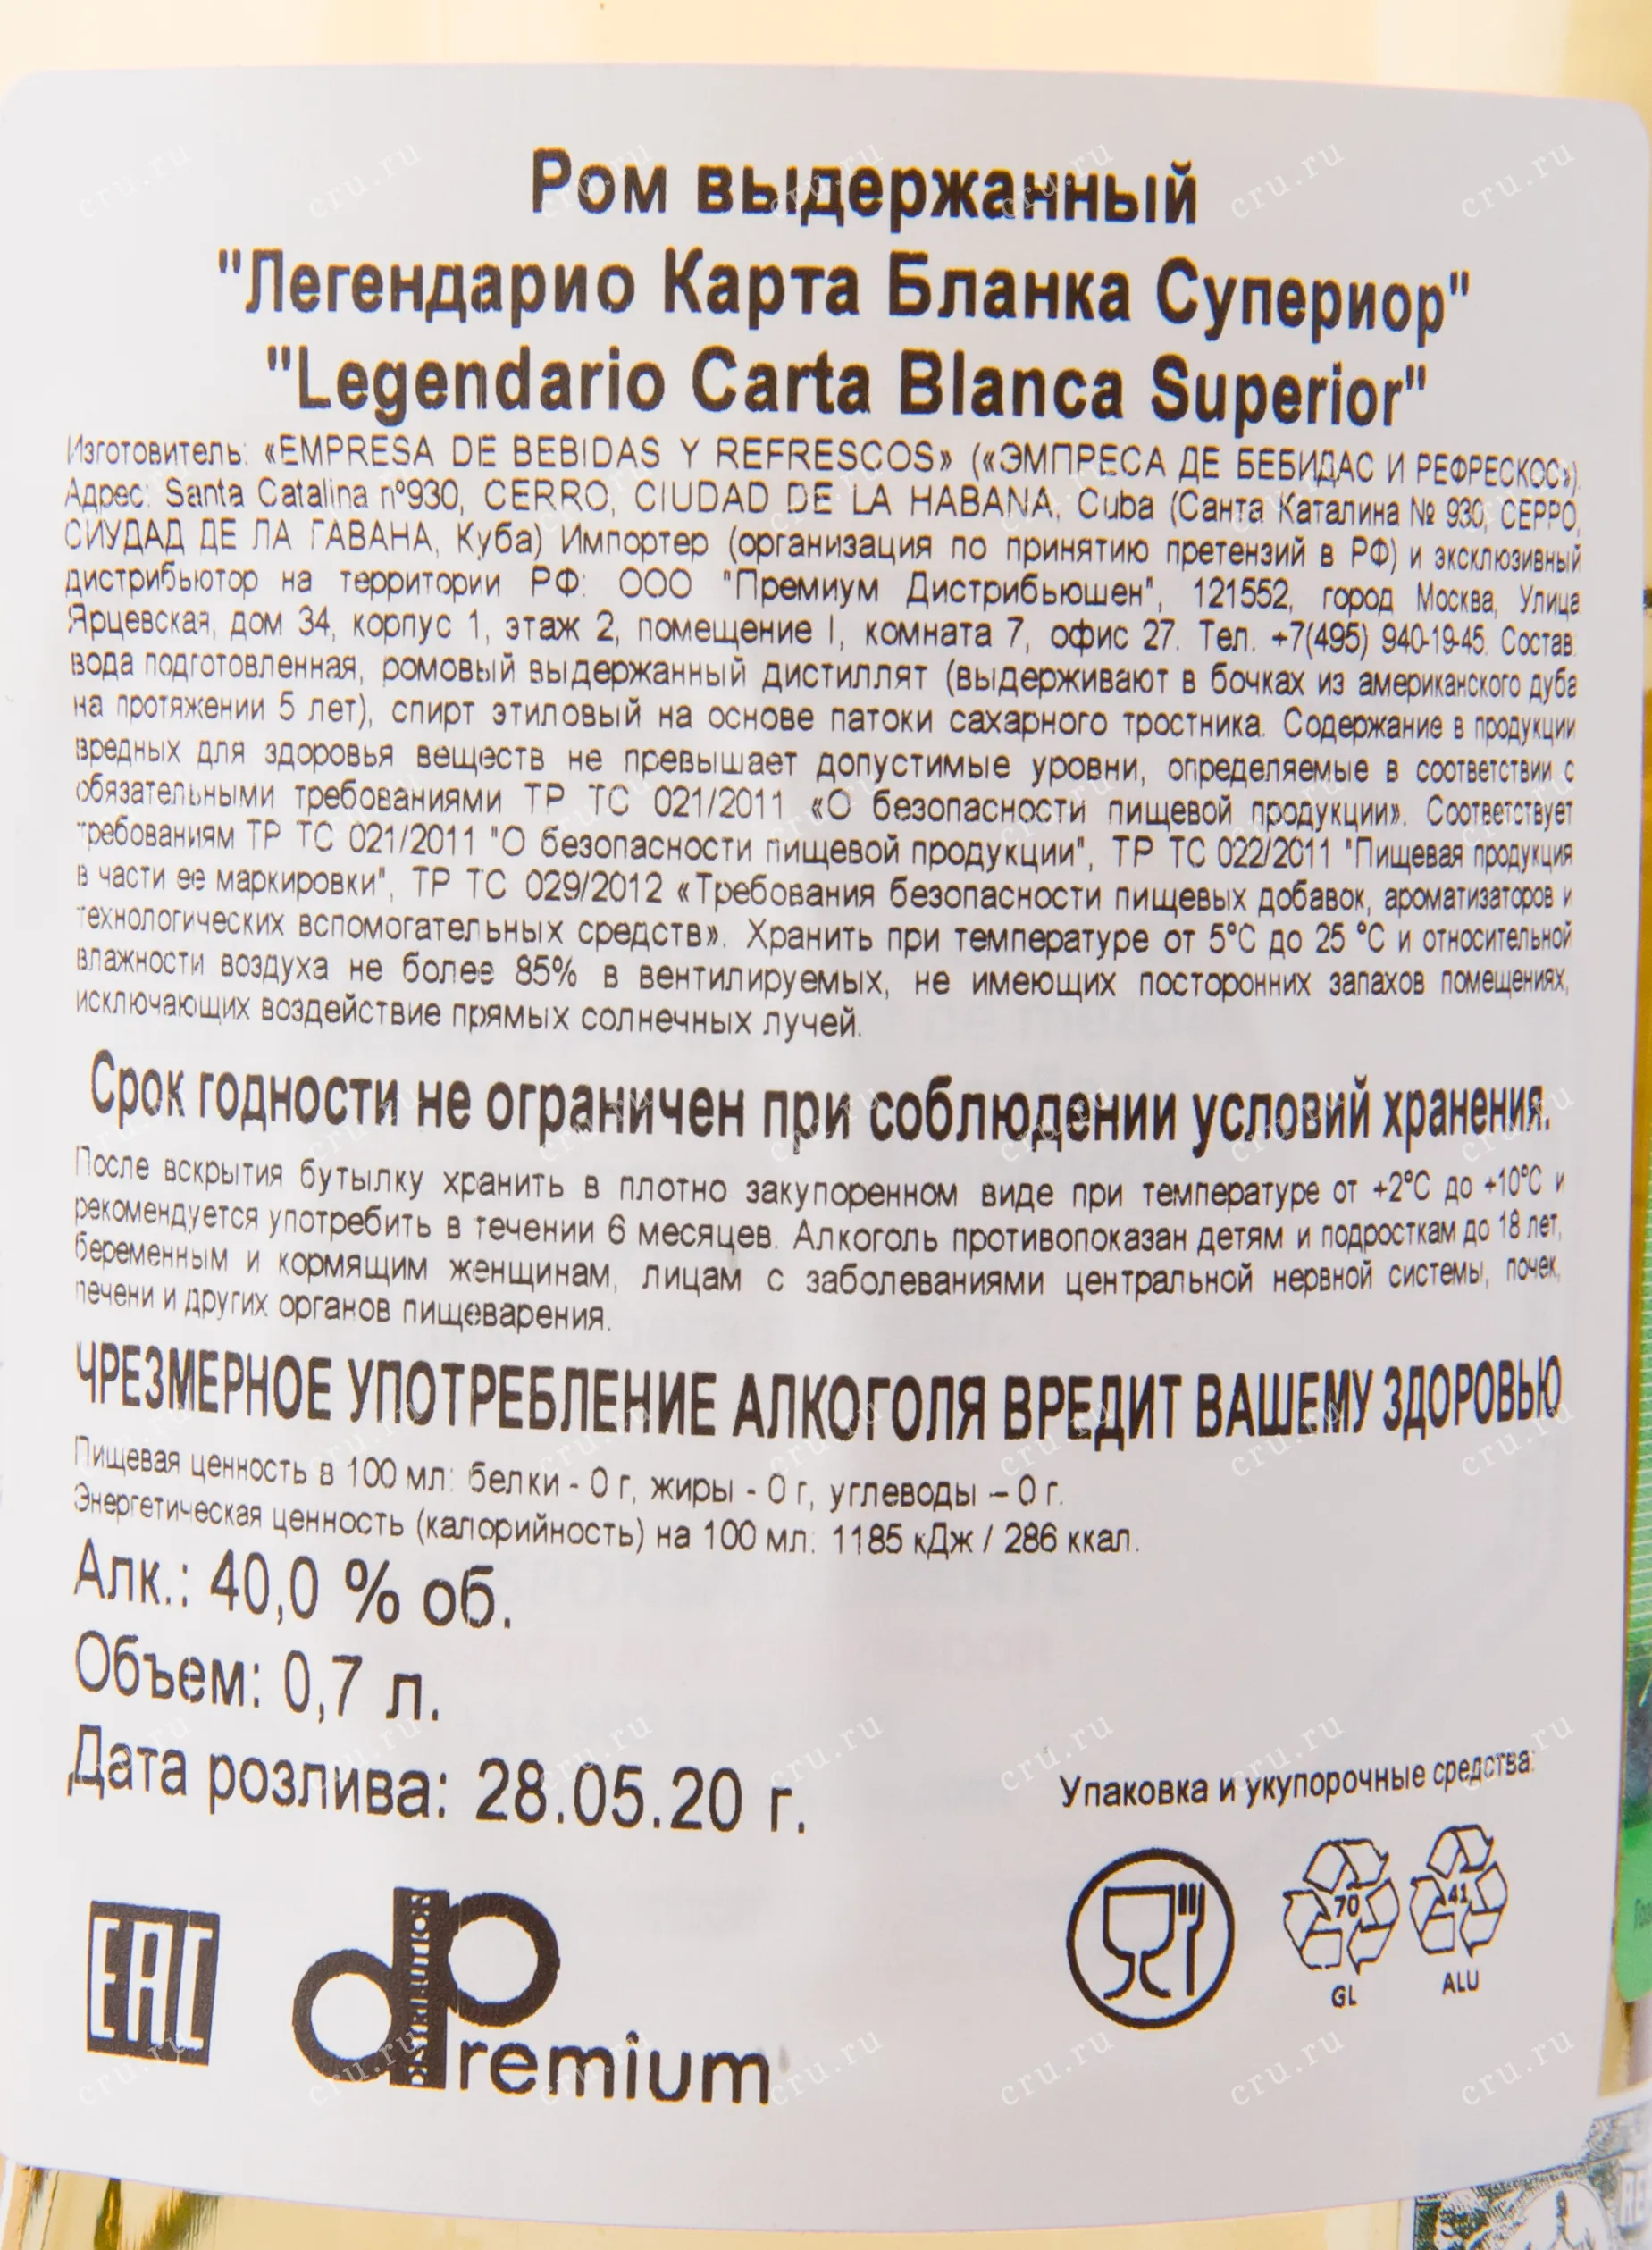 Ром выдержанный
"Легендарио Карта Бланка Супериор"
"Legendario Carta Blanca Superior"
Изготовитель: «EMPRESA DE BEBIDAS Y REFRESCOS» («ЭМПРЕСА ДЕ БЕБИДАС И РЕФРЕСКОС»).
Адрес: Santa Catalina nº930, CERRO, CIUDAD DE LA HABANA, Cuba (Санта Каталина № 930, СЕРРО,
СИУДАД ДЕ ЛА ГАВАНА, Куба) Импортер (организация по принятию претензий в РФ) и эксклюзивный
дистрибьютор на территории РФ: ООО "Премиум Дистрибьюшен", 121552, город Москва, Улица
Ярцевская, дом 34, корпус 1, этаж 2, помещение I, комната 7, офис 27. Тел. +7(495) 940-19-45. Состав:
вода подготовленная, ромовый выдержанный дистиллят (выдерживают в бочках из американского дуба
на протяжении 5 лет), спирт этиловый на основе патоки сахарного тростника. Содержание в продукции
вредных для здоровья веществ не превышает допустимые уровни, определяемые в соответствии с
обязательными требованиями ТР ТС 021/2011 «О безопасности пищевой продукции». Соответствует
требованиям ТР ТС 021/2011 "О безопасности пищевой продукции", ТР ТС 022/2011 "Пищевая продукция
в части ее маркировки", ТР ТС 029/2012 «Требования безопасности пищевых добавок, ароматизаторов и
технологических вспомогательных средств». Хранить при температуре от 5°С до 25 °С и относительной
влажности воздуха не более 85% в вентилируемых, не имеющих посторонних запахов помещениях,
исключающих воздействие прямых солнечных лучей.
Срок годности не ограничен при соблюдении условий хранения.
После вскрытия бутылку хранить в плотно закупоренном виде при температуре от +2°С до +10°С и
рекомендуется употребить в течении 6 месяцев. Алкоголь противопоказан детям и подросткам до 18 лет,
беременным и кормящим женщинам, лицам с заболеваниями центральной нервной системы, почек,
печени и других органов пищеварения.
ЧРЕЗМЕРНОЕ УПОТРЕБЛЕНИЕ АЛКОГОЛЯ ВРЕДИТ ВАШЕМУ ЗДОРОВЬЮ
Пищевая ценность в 100 мл: белки - 0 г, жиры - 0 г, углеводы – 0 г.
Энергетическая ценность (калорийность) на 100 мл: 1185 кДж / 286 ккал.
Алк.: 40,0 % об.
Объем: 0,7 л.
Дата розлива: 28.05.20 г.
Упаковка и укупорочные средства:
70
41
GL
ALU
EAC
DISTRIBUTION
Premium
cru.ru